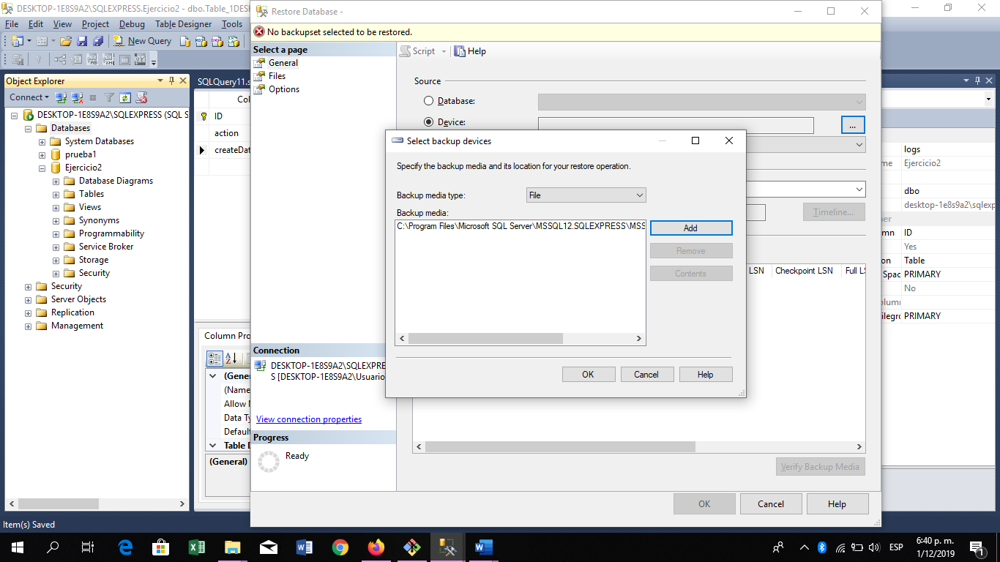 DESKTOP-1E8S9A2\SQLEXPRESS.Ejercicio2 - dbo.Table_1DES
File Edit View Project Debug Table Designer Tools
New Query
Object Explorer
Connect
DESKTOP-1E8S9A2\SQLEXPRESS (SQL S
Databases
System Databases
prueba1
Ejercicio2
Database Diagrams
Tables
Views
Synonyms
Programmability
Service Broker
Storage
Security
Security
Server Objects
Replication
Management
SQLQuery11.s
Col
ID
action
createDat
Column Pro
(Gener
(Name
Allow N
Data Ty
Default
Table D
(General)
Restore Database -
No backupset selected to be restored.
Select a page
General
Files
Options
Script
Help
Source
Database:
Device:
...
Timeline...
LSN
Checkpoint LSN
Full LS
Verify Backup Media
Connection
DESKTOP-1E8S9A2\SQLEXPRE
S [DESKTOP-1E8S9A2\Usuario
View connection properties
Progress
Ready
OK
Cancel
Help
Select backup devices
Specify the backup media and its location for your restore operation.
Backup media type:
File
Backup media:
C:\Program Files\Microsoft SQL Server\MSSQL12.SQLEXPRESS\MSS
Add
Remove
Contents
OK
Cancel
Help
logs
me Ejercicio2
dbo
desktop-1e8s9a2\sqlexp
ner
mn ID
Yes
on Table
Spac PRIMARY
No
olumn
ilegro PRIMARY
Item(s) Saved
ESP
6:40 p. m.
1/12/2019
1